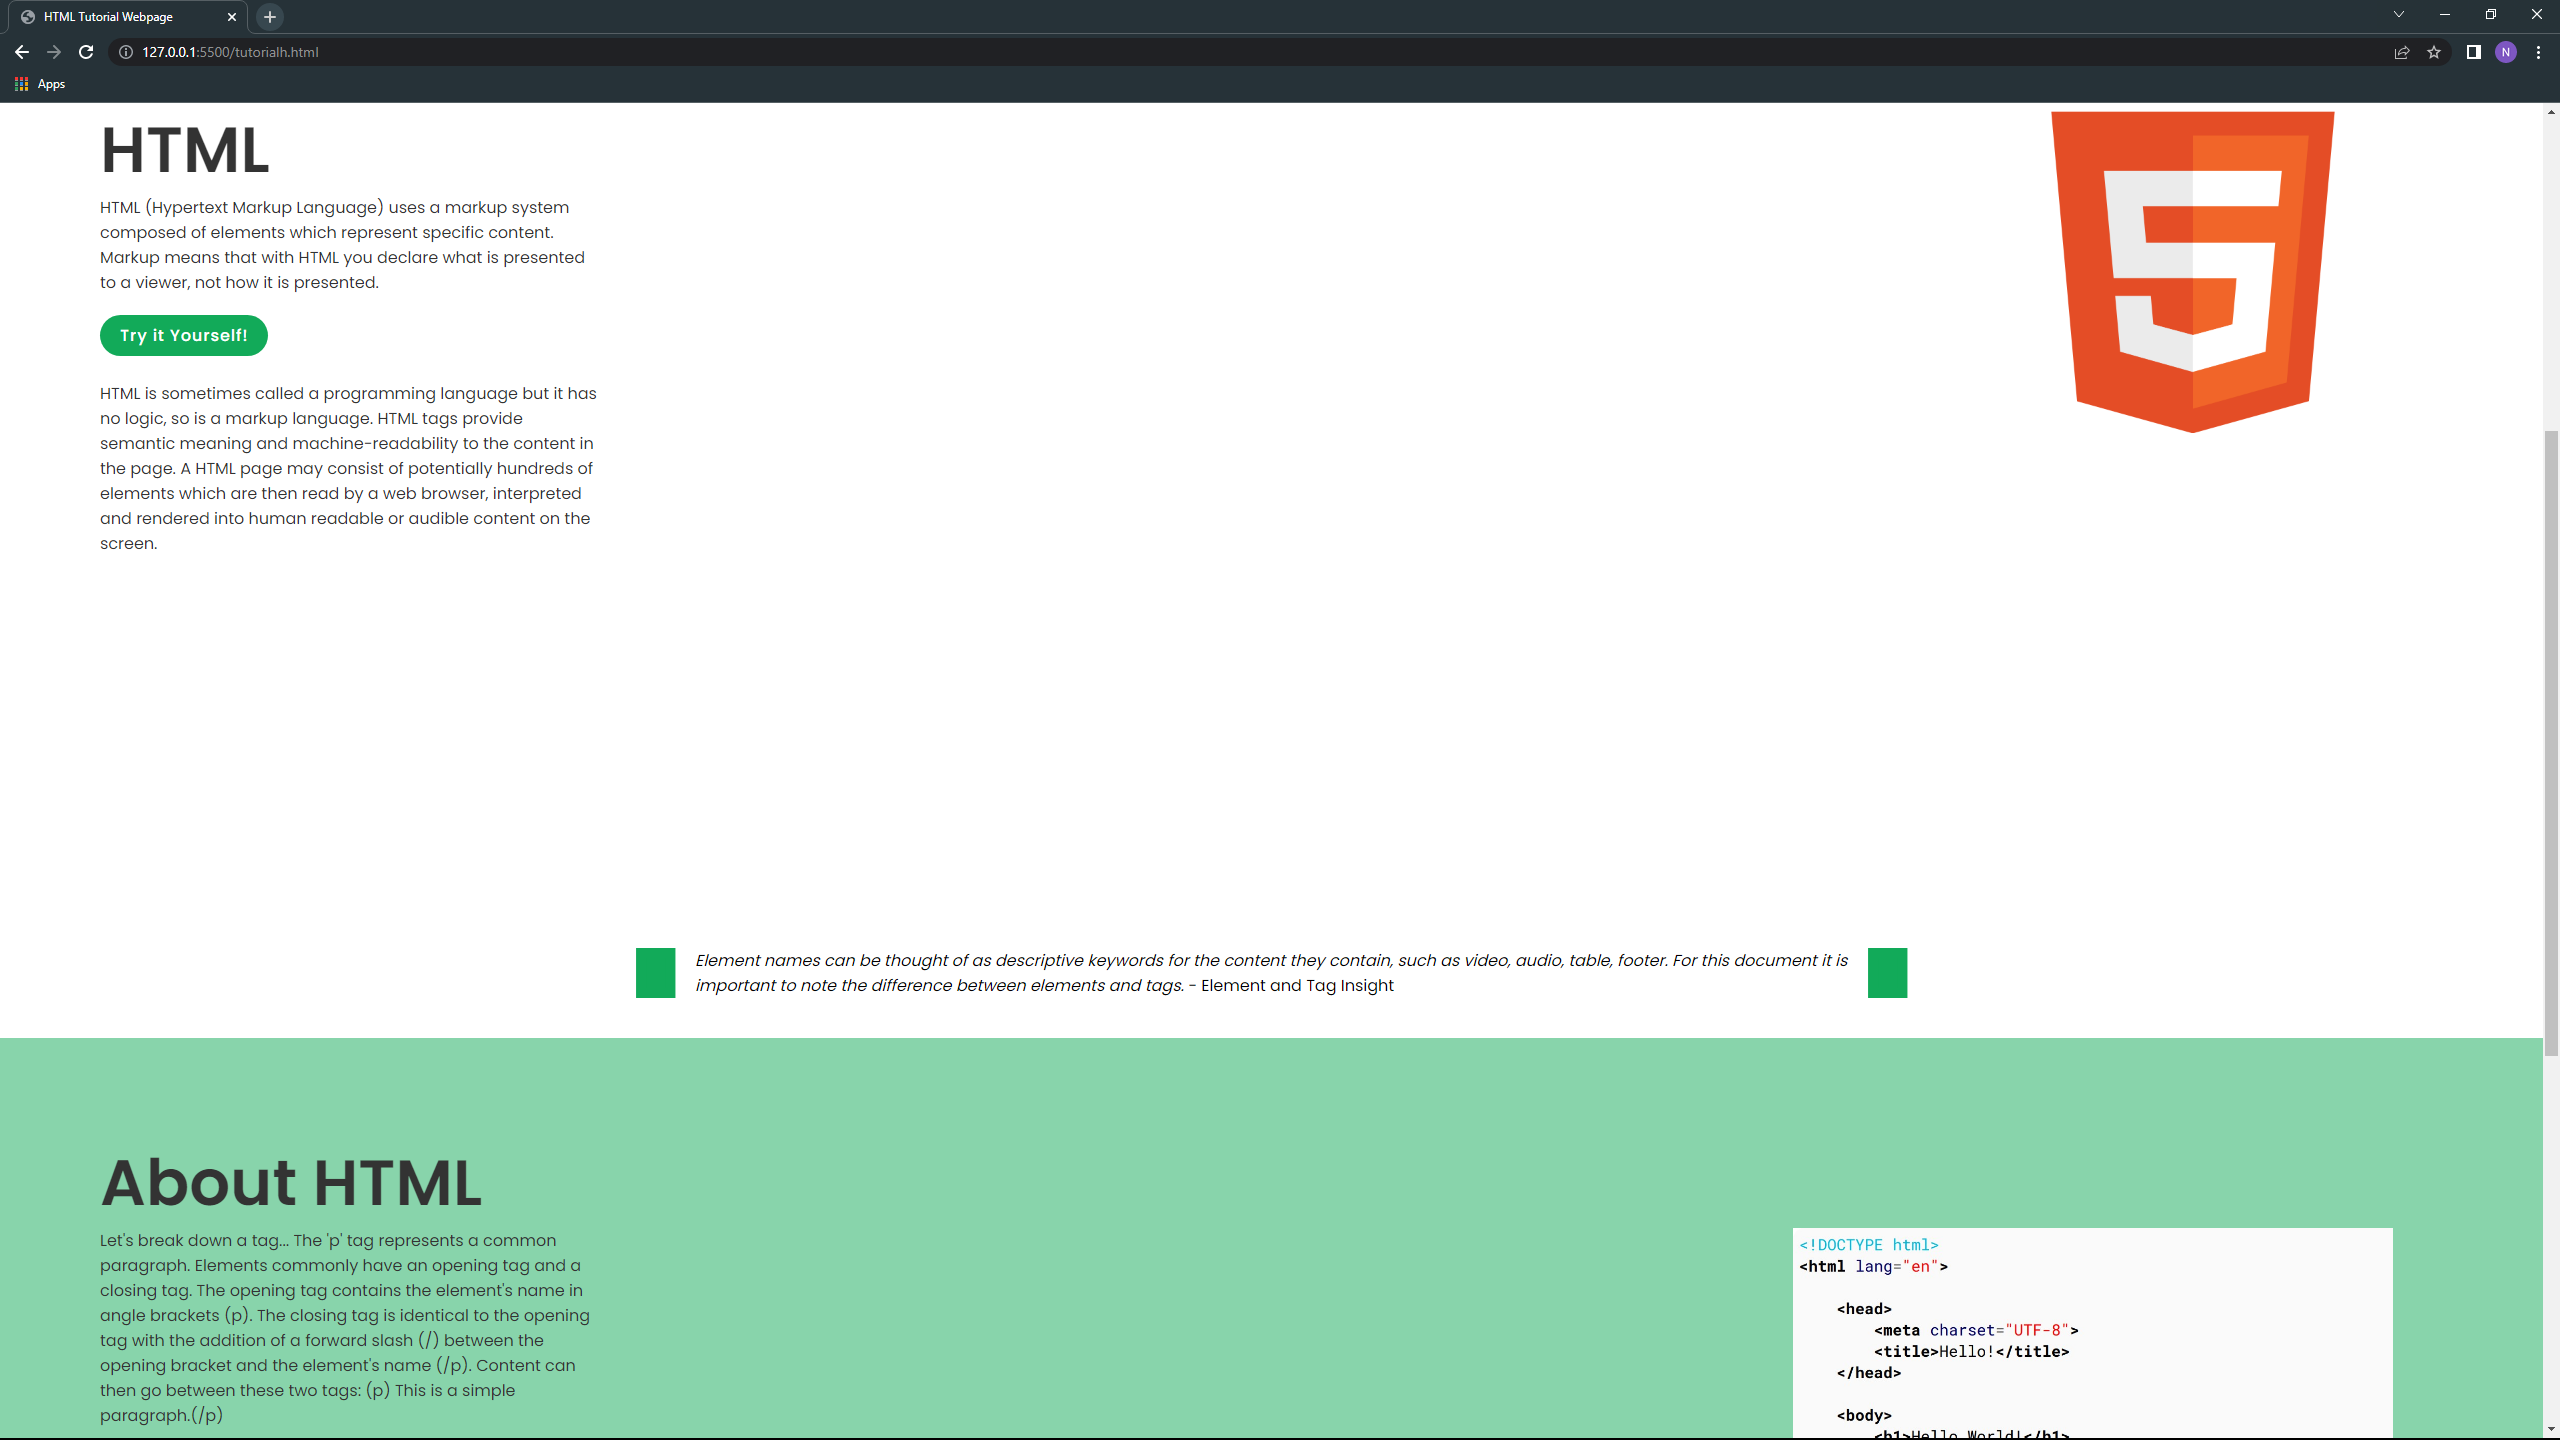 HTML Tutorial Webpage
127.0.0.1:5500/tutorialh.html
N
Apps
HTML
HTML (Hypertext Markup Language) uses a markup system
composed of elements which represent specific content.
Markup means that with HTML you declare what is presented
to a viewer, not how it is presented.
Try it Yourself!
HTML is sometimes called a programming language but it has
no logic, so is a markup language. HTML tags provide
semantic meaning and machine-readability to the content in
the page. A HTML page may consist of potentially hundreds of
elements which are then read by a web browser, interpreted
and rendered into human readable or audible content on the
screen.
5
Element names can be thought of as descriptive keywords for the content they contain, such as video, audio, table, footer. For this document it is
important to note the difference between elements and tags. - Element and Tag Insight
About HTML
Let's break down a tag... The 'p' tag represents a common
paragraph. Elements commonly have an opening tag and a
closing tag. The opening tag contains the element's name in
angle brackets (p). The closing tag is identical to the opening
tag with the addition of a forward slash (/) between the
opening bracket and the element's name (/p). Content can
then go between these two tags: (p) This is a simple
paragraph.(/p)
<!DOCTYPE html>
<html lang="en">
<head>
<meta charset="UTF-8">
<title>Hello!</title>
</head>
<body>
<h1>Hello World!</h1>